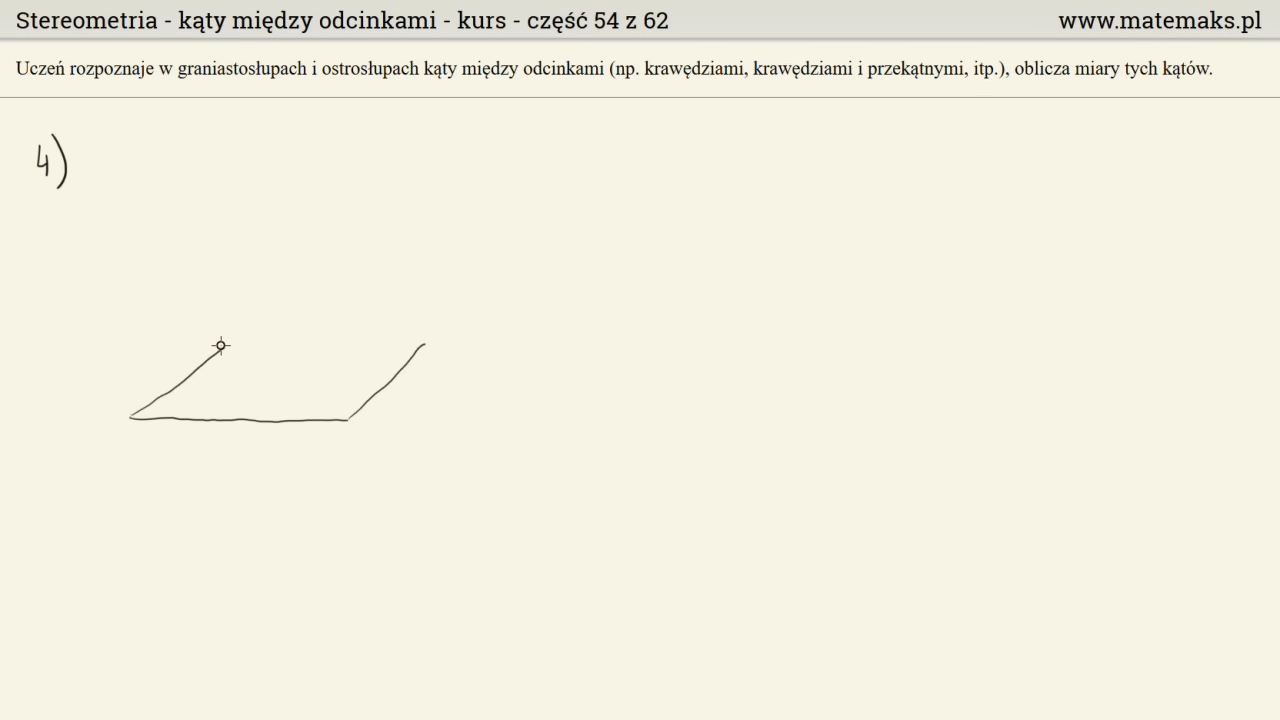 Stereometria - kąty między odcinkami - kurs - część 54 z 62
www.matemaks.pl
Uczeń rozpoznaje w graniastosłupach i ostrosłupach kąty między odcinkami (np. krawędziami, krawędziami i przekątnymi, itp.), oblicza miary tych kątów.
4)